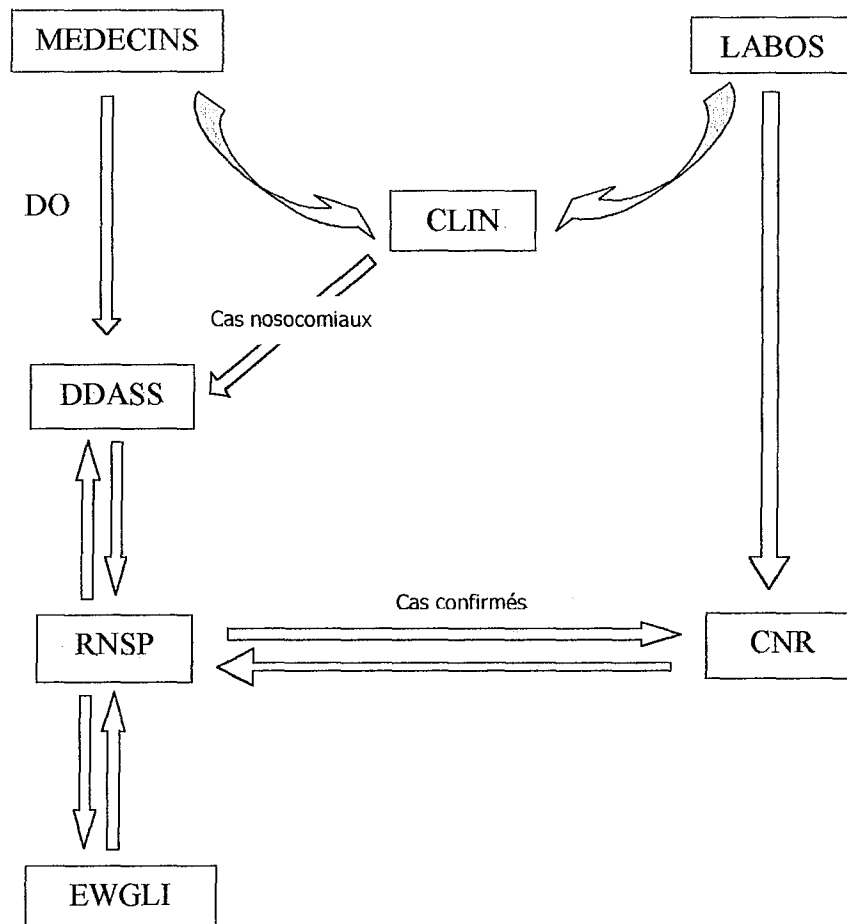 MEDECINS
LABOS
DO
CLIN
Cas nosocomiaux
DDASS
Cas confirmés
RNSP
CNR
EWGLI